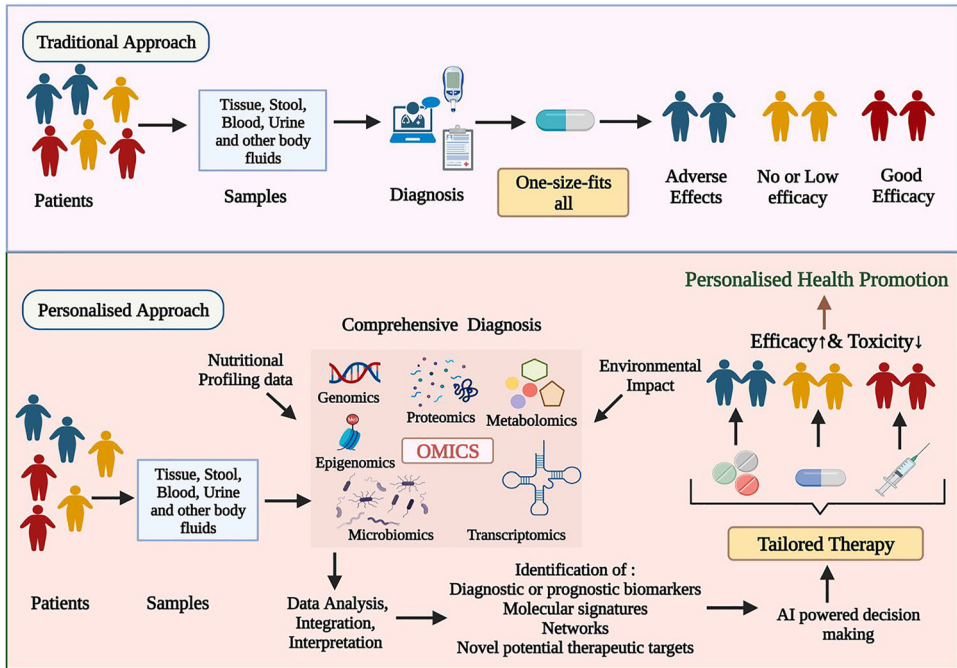 Traditional Approach
Tissue, Stool,
Blood, Urine
and other body
fluids
Patients
Samples
Diagnosis
One-size-fits
all
Adverse
Effects
No or Low
efficacy
Good
Efficacy
Personalised Approach
Comprehensive Diagnosis
Nutritional
Profiling data
Environmental
Impact
Genomics
Proteomics
Metabolomics
Me3
Epigenomics
OMICS
Microbiomics
Transcriptomics
Tissue, Stool,
Blood, Urine
and other body
fluids
Patients
Samples
Data Analysis,
Integration,
Interpretation
Identification of :
Diagnostic or prognostic biomarkers
Molecular signatures
Networks
Novel potential therapeutic targets
AI powered decision
making
Tailored Therapy
Efficacy↑& Toxicity↓
Personalised Health Promotion